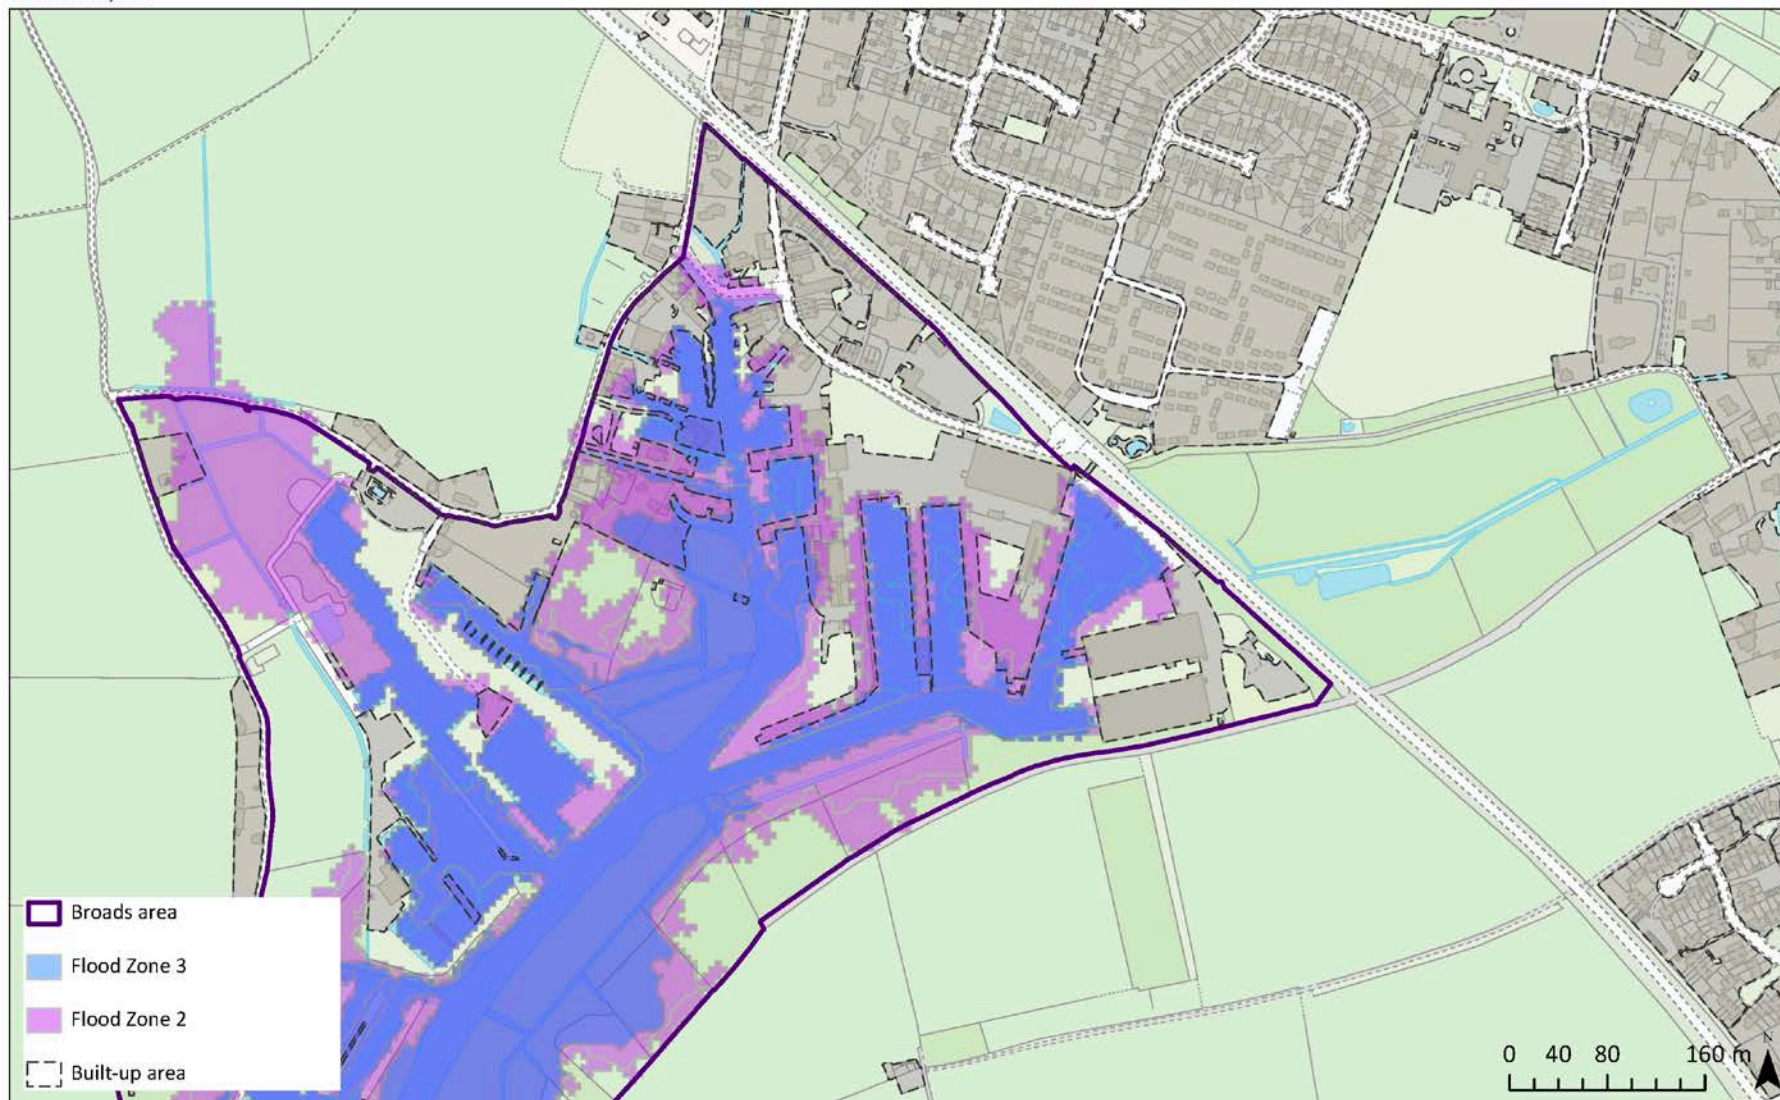 Broads area
Flood Zone 3
Flood Zone 2
Built-up area
0 40 80 160 m
N